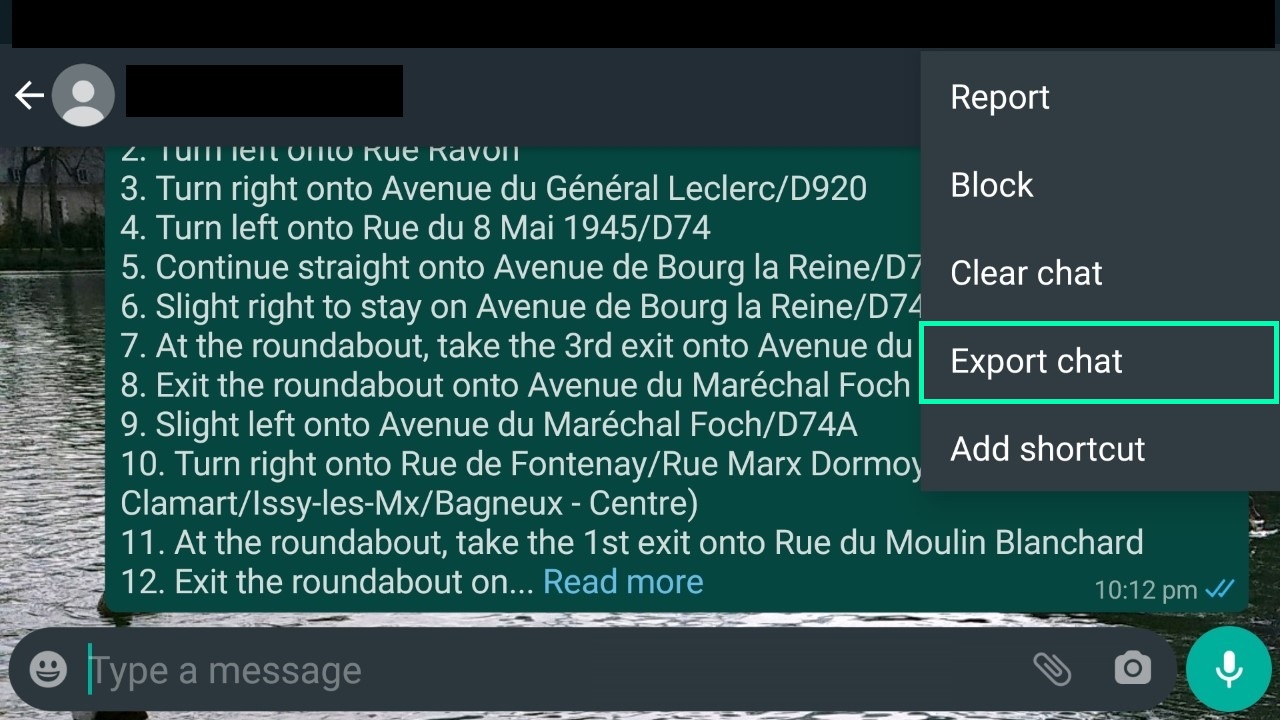 2. Turn left onto Rue Ravon
3. Turn right onto Avenue du Général Leclerc/D920
4. Turn left onto Rue du 8 Mai 1945/D74
5. Continue straight onto Avenue de Bourg la Reine/D7
6. Slight right to stay on Avenue de Bourg la Reine/D74
7. At the roundabout, take the 3rd exit onto Avenue du
8. Exit the roundabout onto Avenue du Maréchal Foch
9. Slight left onto Avenue du Maréchal Foch/D74A
10. Turn right onto Rue de Fontenay/Rue Marx Dormoy
Clamart/Issy-les-Mx/Bagneux - Centre)
11. At the roundabout, take the 1st exit onto Rue du Moulin Blanchard
12. Exit the roundabout on... Read more
10:12 pm
Report
Block
Clear chat
Export chat
Add shortcut
Type a message